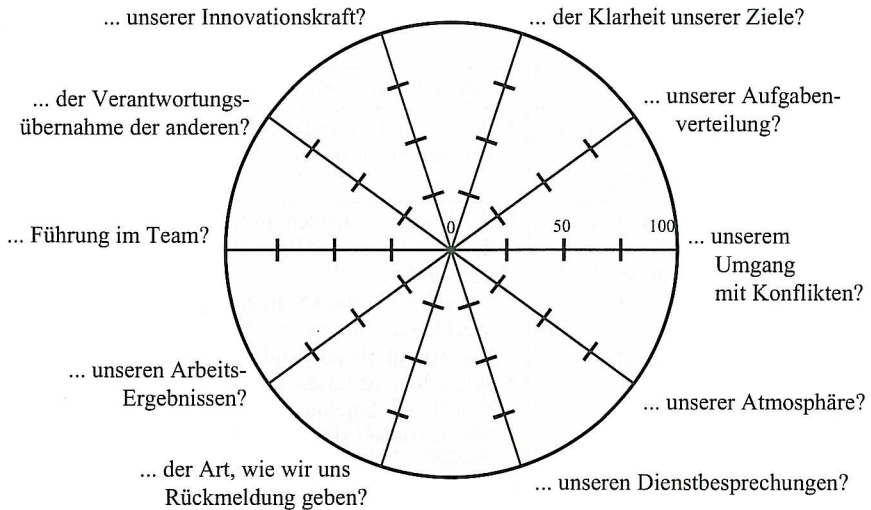 ... unserer Innovationskraft?
... der Klarheit unserer Ziele?
... der Verantwortungs-
übernahme der anderen?
... unserer Aufgaben-
verteilung?
... Führung im Team?
0
50
100
... unserem
Umgang
mit Konflikten?
... unseren Arbeits-
Ergebnissen?
... unserer Atmosphäre?
... der Art, wie wir uns
Rückmeldung geben?
... unseren Dienstbesprechungen?